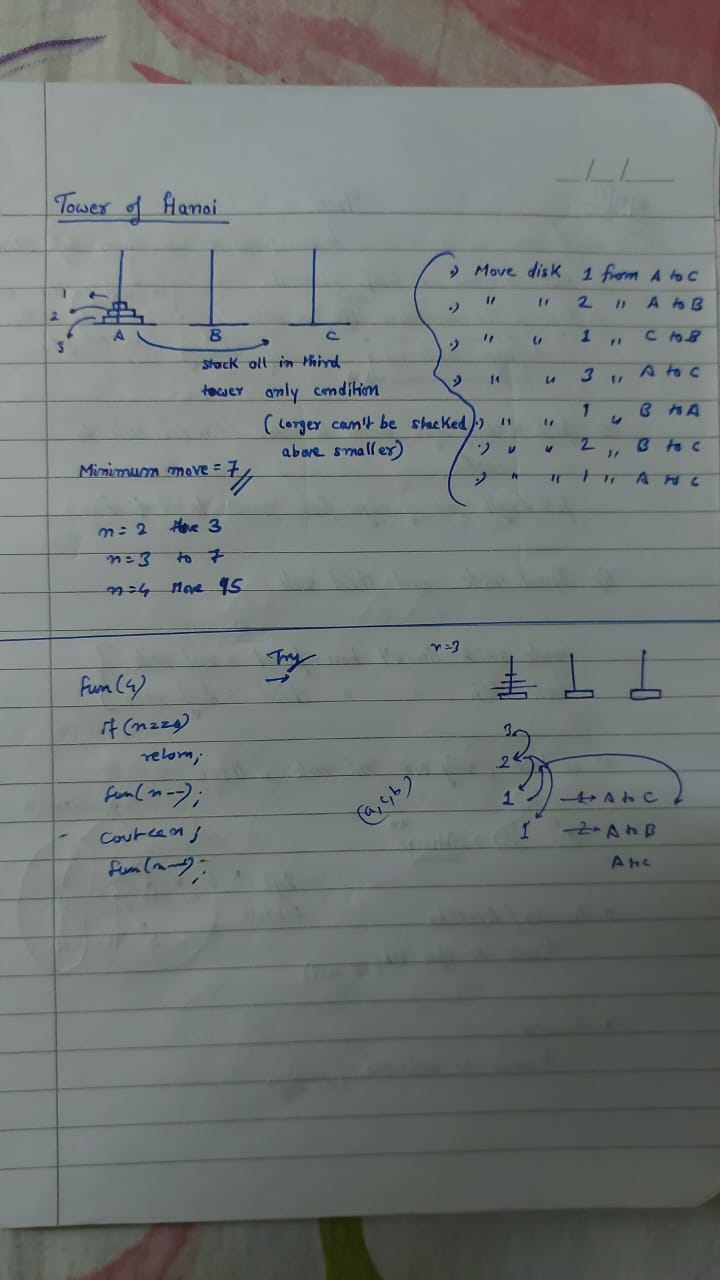 Tower of Hanoi
1
2
3
A B C
stack all in third
tower only condition
(Larger can't be stacked
above smaller)
Minimum move = 7
n=2 3
n=3 to 7
n=4 Move 15
.) Move disk 1 from A to C
.) " " 2 " A to B
.) " " 1 " C to B
.) " " 3 " A to C
.) " " 1 " B to A
.) " " 2 " B to C
.) " " 1 " A to C
Try
fun(4)
if (n==
return;
fun(n--);
cout<<n;
fun(n--);
(a,c,b)
n=3
3
2
1 1 A to C
1 2 A to B
A to C